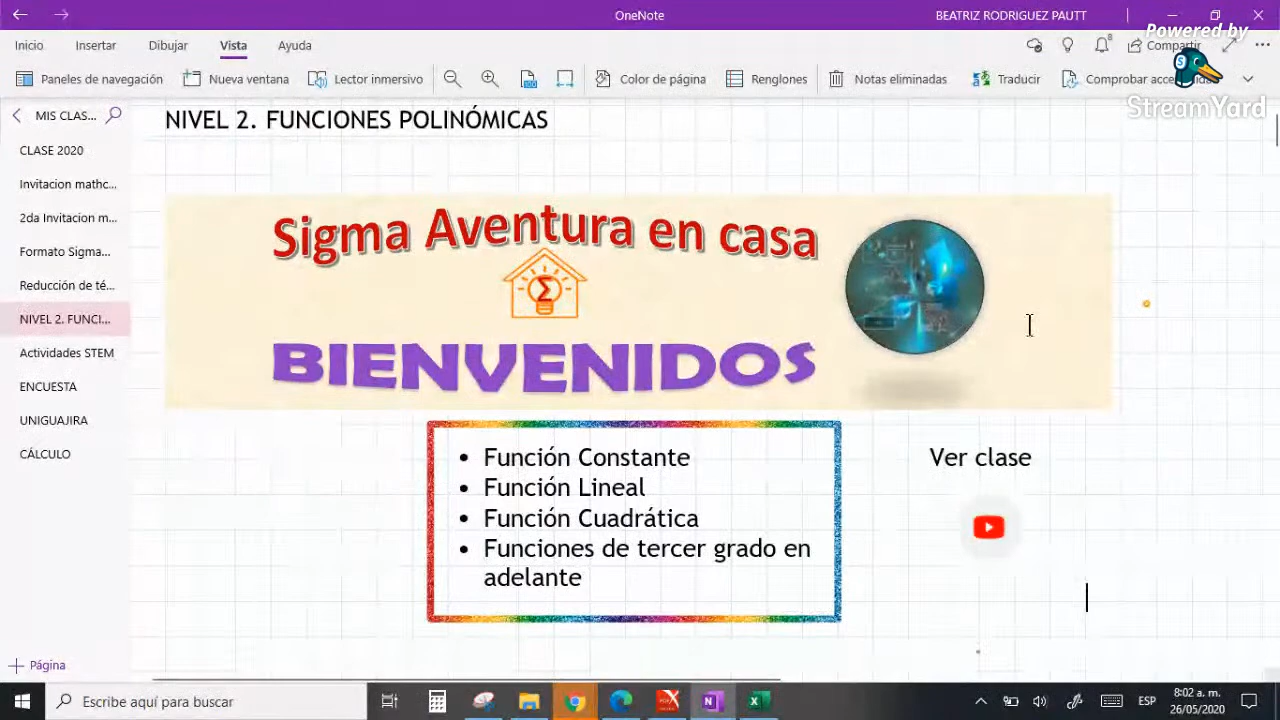 OneNote
BEATRIZ RODRIGUEZ PAUTT
Powered by
StreamYard
Inicio Insertar Dibujar Vista Ayuda
Compartir
Paneles de navegación Nueva ventana Lector inmersivo Color de página Renglones Notas eliminadas Traducir Comprobar
MIS CLAS...
CLASE 2020
Invitacion mathc...
2da Invitacion m...
Formato Sigma...
Reducción de té...
NIVEL 2. FUNCI...
Actividades STEM
ENCUESTA
UNIGUAJIRA
CÁLCULO
Página
NIVEL 2. FUNCIONES POLINÓMICAS
Sigma Aventura en casa
Σ
BIENVENIDOS
• Función Constante
• Función Lineal
• Función Cuadrática
• Funciones de tercer grado en
adelante
Ver clase
Escribe aquí para buscar
ESP
8:02 a. m.
26/05/2020